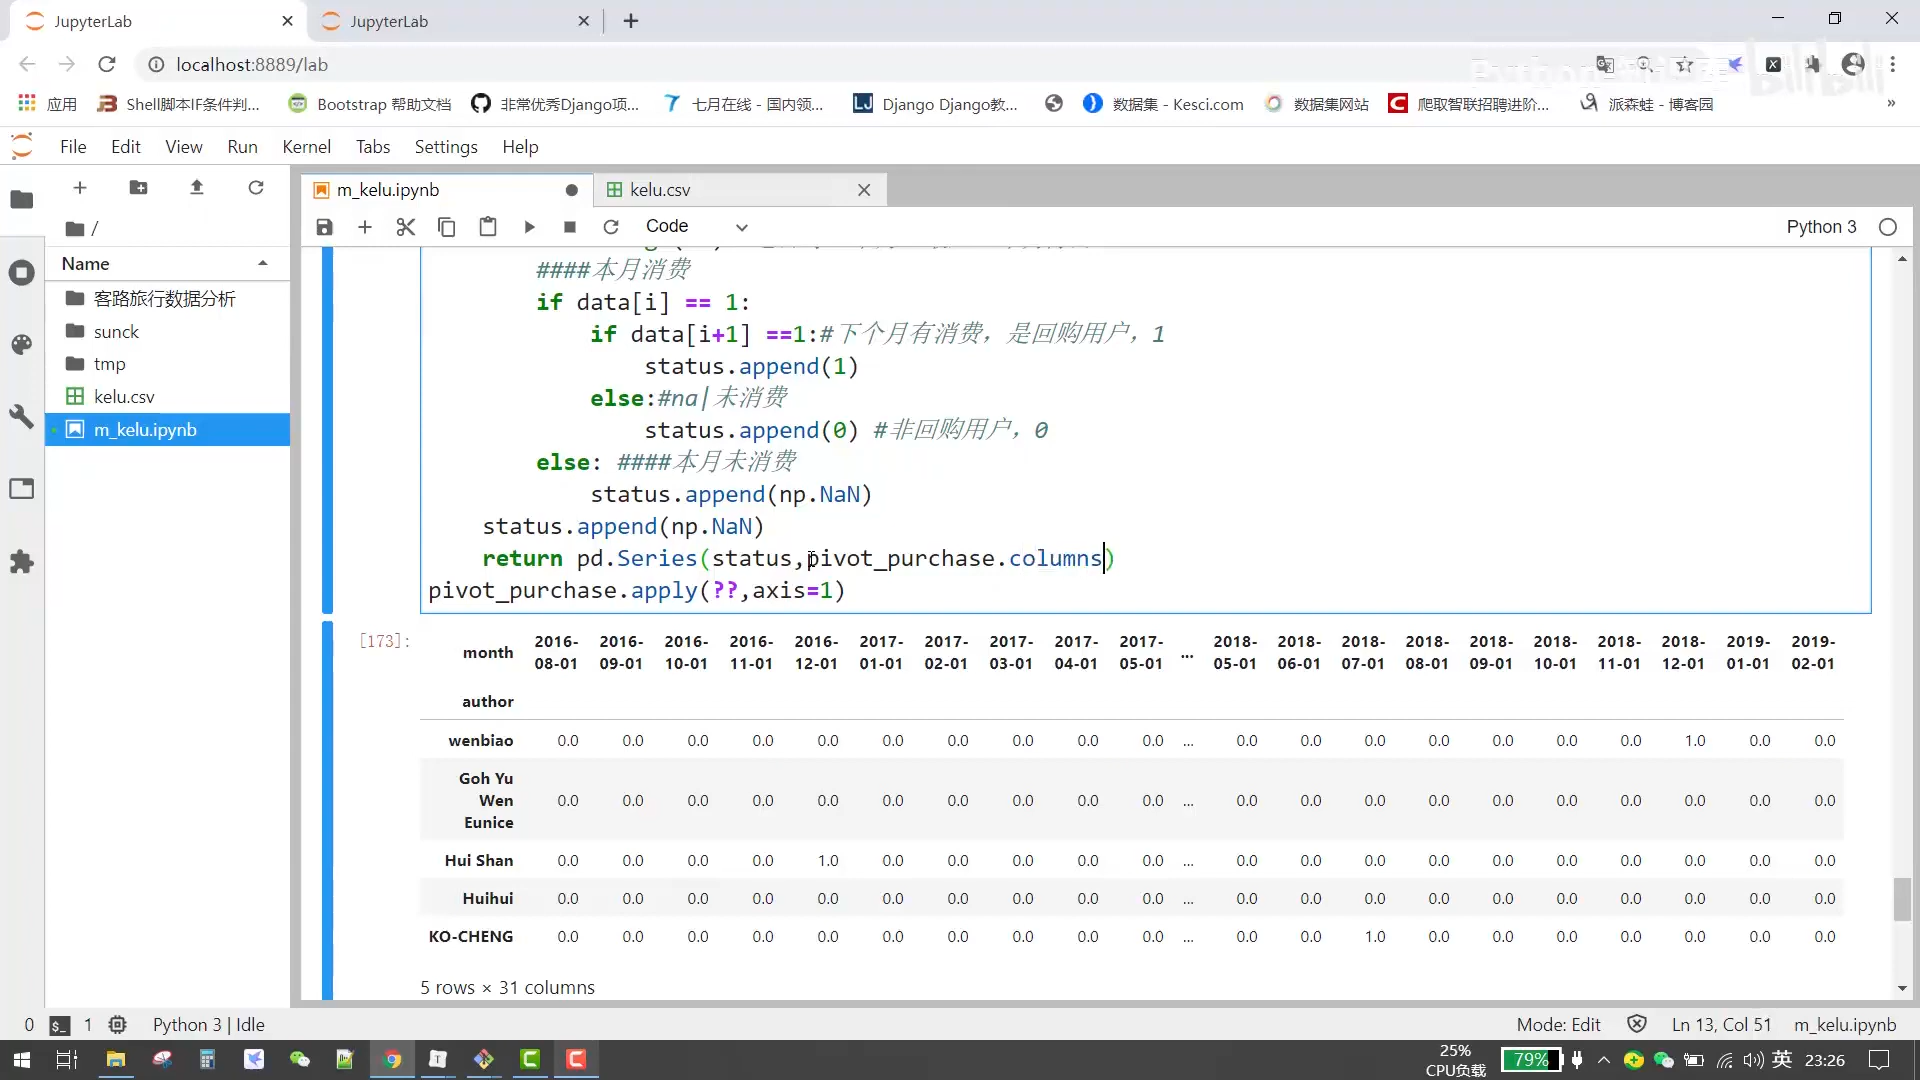 JupyterLab
JupyterLab
localhost:8889/lab
bilibili
应用
Shell脚本IF条件判...
Bootstrap 帮助文档
非常优秀Django项...
七月在线 - 国内领...
Django Django教...
数据集 - Kesci.com
数据集网站
爬取智联招聘进阶...
派森蛙 - 博客园
»
File Edit View Run Kernel Tabs Settings Help
m_kelu.ipynb
kelu.csv
Code
Python 3
/
Name
客路旅行数据分析
sunck
tmp
kelu.csv
m_kelu.ipynb
####本月消费
if data[i] == 1:
if data[i+1] ==1:#下个月有消费，是回购用户，1
status.append(1)
else:#na|未消费
status.append(0) #非回购用户，0
else: ####本月未消费
status.append(np.NaN)
status.append(np.NaN)
return pd.Series(status,pivot_purchase.columns)
pivot_purchase.apply(??,axis=1)
[173]:
month 2016-08-01 2016-09-01 2016-10-01 2016-11-01 2016-12-01 2017-01-01 2017-02-01 2017-03-01 2017-04-01 2017-05-01 ... 2018-05-01 2018-06-01 2018-07-01 2018-08-01 2018-09-01 2018-10-01 2018-11-01 2018-12-01 2019-01-01 2019-02-01
author
wenbiao 0.0 0.0 0.0 0.0 0.0 0.0 0.0 0.0 0.0 0.0 ... 0.0 0.0 0.0 0.0 0.0 0.0 0.0 1.0 0.0 0.0
Goh Yu Wen Eunice 0.0 0.0 0.0 0.0 0.0 0.0 0.0 0.0 0.0 0.0 ... 0.0 0.0 0.0 0.0 0.0 0.0 0.0 0.0 0.0 0.0
Hui Shan 0.0 0.0 0.0 0.0 1.0 0.0 0.0 0.0 0.0 0.0 ... 0.0 0.0 0.0 0.0 0.0 0.0 0.0 0.0 0.0 0.0
Huihui 0.0 0.0 0.0 0.0 0.0 0.0 0.0 0.0 0.0 0.0 ... 0.0 0.0 0.0 0.0 0.0 0.0 0.0 0.0 0.0 0.0
KO-CHENG 0.0 0.0 0.0 0.0 0.0 0.0 0.0 0.0 0.0 0.0 ... 0.0 0.0 1.0 0.0 0.0 0.0 0.0 0.0 0.0 0.0
5 rows × 31 columns
0 1 Python 3 | Idle
Mode: Edit Ln 13, Col 51 m_kelu.ipynb
25%
CPU负载
79%
英
23:26